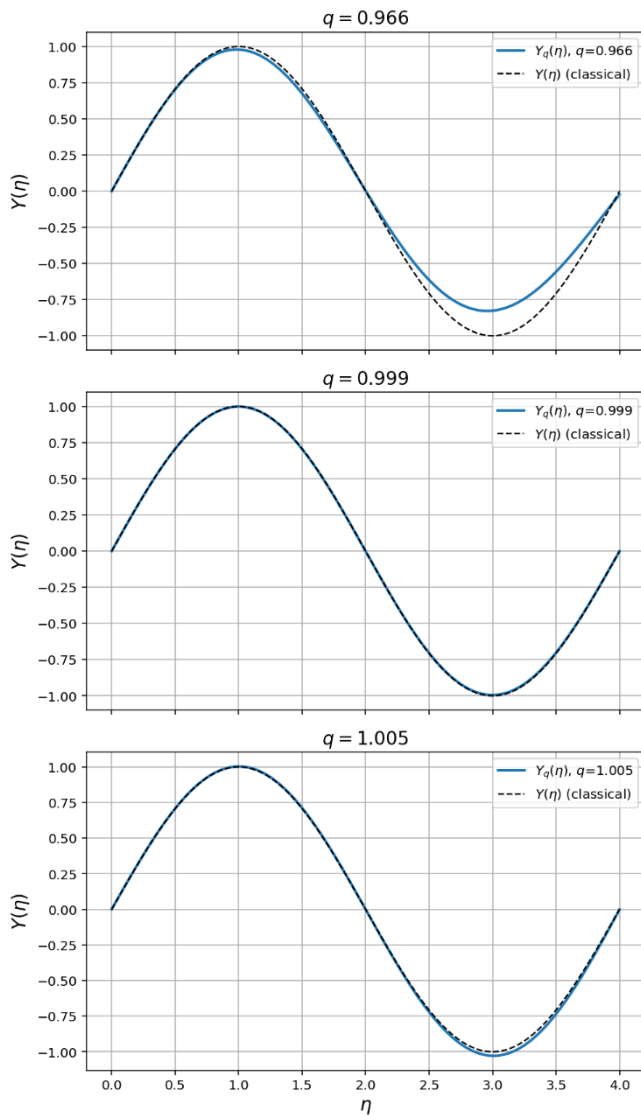 q = 0.966
Y(η)
1.00
0.75
0.50
0.25
0.00
−0.25
−0.50
−0.75
−1.00
Y_q(η), q=0.966
Y(η) (classical)
q = 0.999
Y(η)
1.00
0.75
0.50
0.25
0.00
−0.25
−0.50
−0.75
−1.00
Y_q(η), q=0.999
Y(η) (classical)
q = 1.005
Y(η)
1.00
0.75
0.50
0.25
0.00
−0.25
−0.50
−0.75
−1.00
Y_q(η), q=1.005
Y(η) (classical)
0.0 0.5 1.0 1.5 2.0 2.5 3.0 3.5 4.0
η